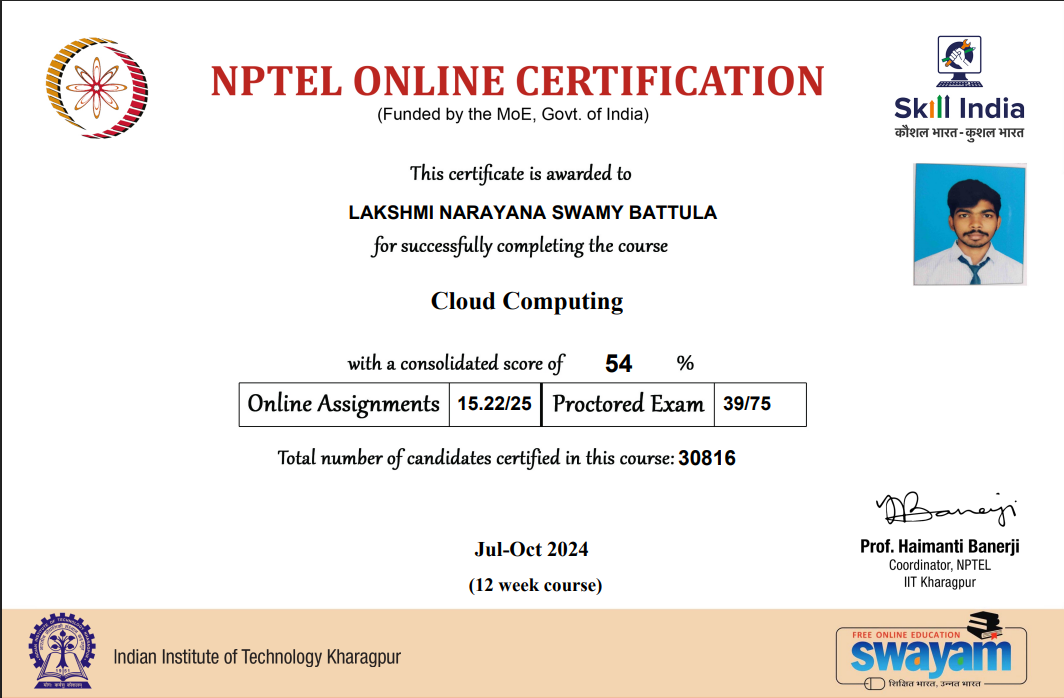 NPTEL ONLINE CERTIFICATION
(Funded by the MoE, Govt. of India)
Skill India
कौशल भारत - कुशल भारत
This certificate is awarded to
LAKSHMI NARAYANA SWAMY BATTULA
for successfully completing the course
Cloud Computing
with a consolidated score of 54 %
Online Assignments 15.22/25 Proctored Exam 39/75
Total number of candidates certified in this course: 30816
Jul-Oct 2024
(12 week course)
Prof. Haimanti Banerji
Coordinator, NPTEL
IIT Kharagpur
Indian Institute of Technology Kharagpur
FREE ONLINE EDUCATION
swayam
शिक्षित भारत, उन्नत भारत